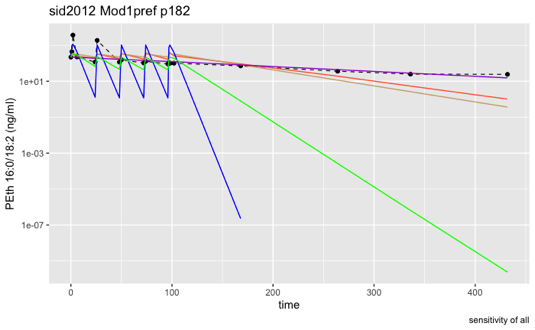 sid2012 Mod1pref p182
PEth 16:0/18:2 (ng/ml)
1e+01
1e-03
1e-07
0
100
200
300
400
time
sensitivity of all